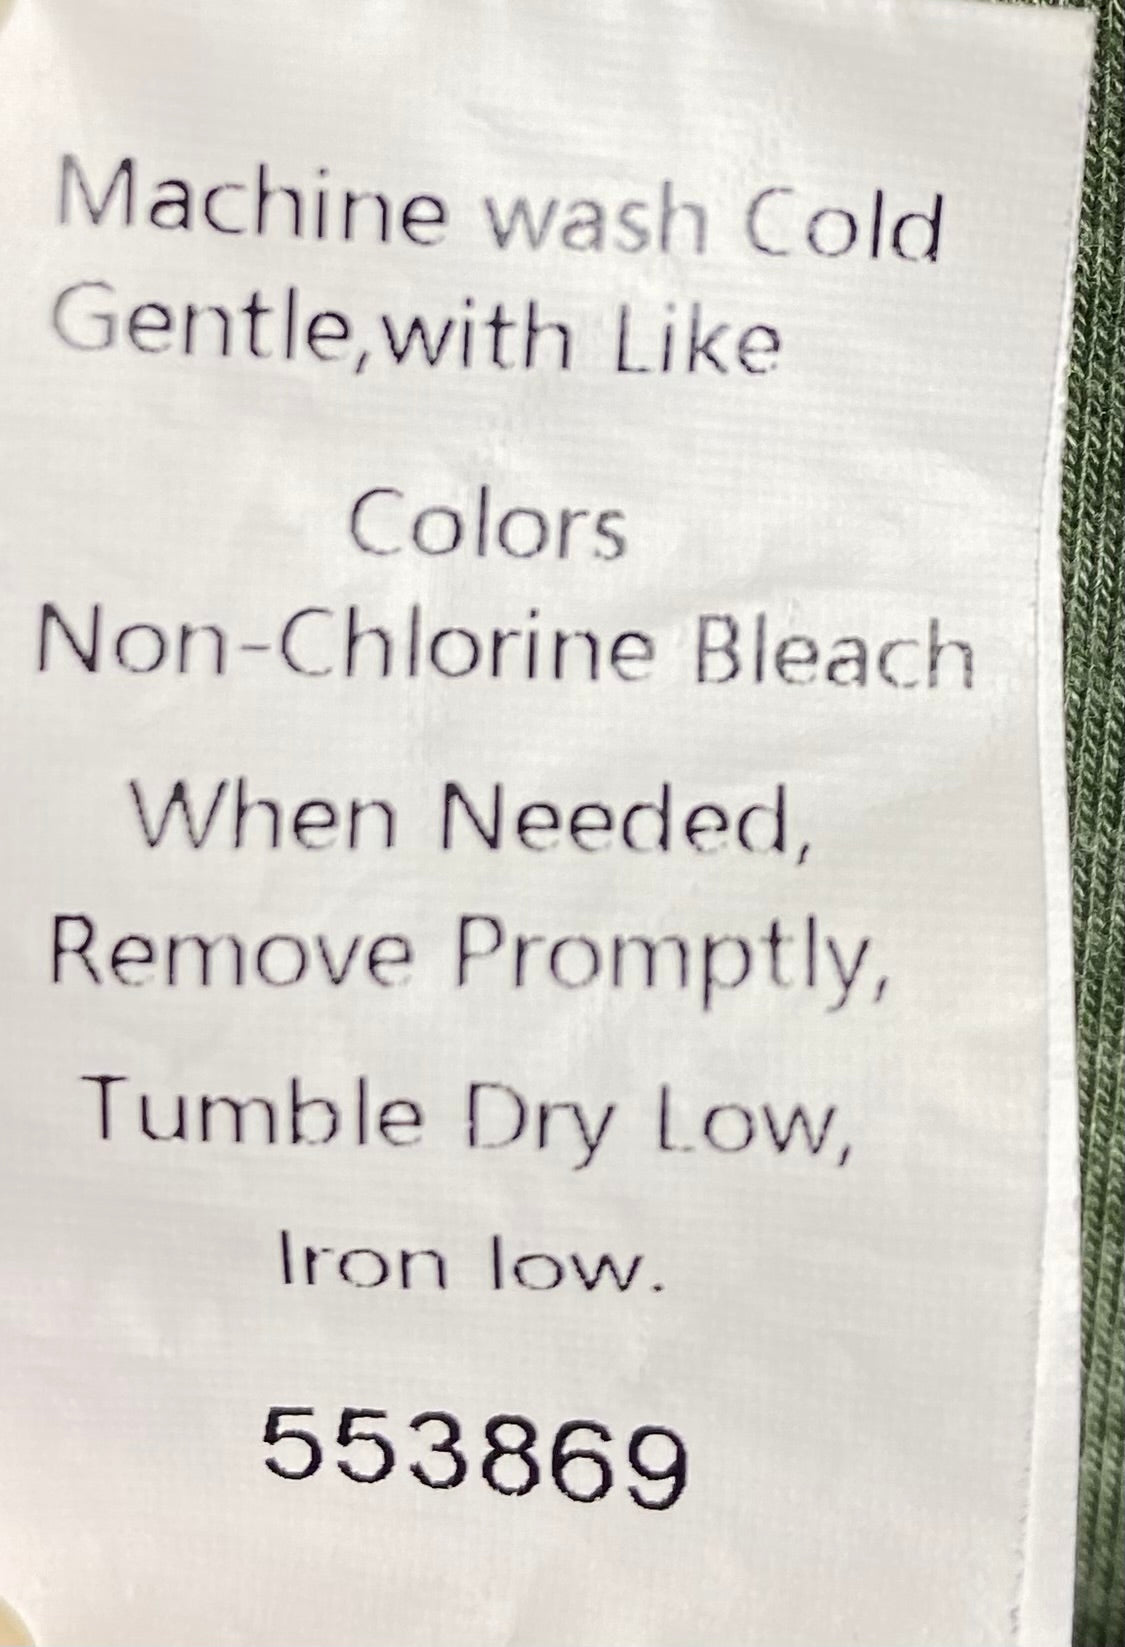 Machine wash Cold
Gentle,with Like
Colors
Non-Chlorine Bleach
When Needed,
Remove Promptly,
Tumble Dry Low,
Iron low.
553869